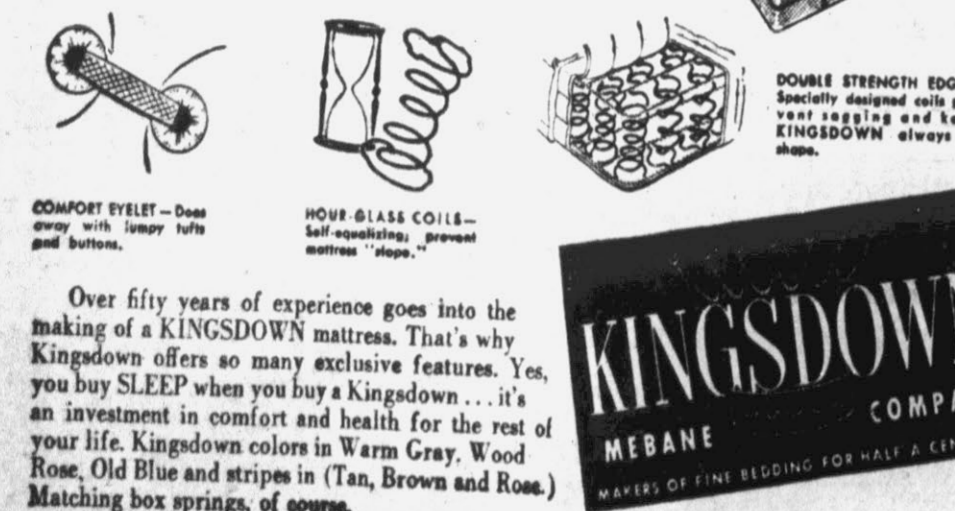 COMFORT EYELET — Does
away with lumpy tufts
and buttons.
HOUR-GLASS COILS—
Self-equalizing; prevent
mattress "slope."
DOUBLE STRENGTH EDG
Specially designed coils p
vent sagging and ke
KINGSDOWN always
shape.
Over fifty years of experience goes into the
making of a KINGSDOWN mattress. That's why
Kingsdown offers so many exclusive features. Yes,
you buy SLEEP when you buy a Kingsdown ... it's
an investment in comfort and health for the rest of
your life. Kingsdown colors in Warm Gray, Wood
Rose, Old Blue and stripes in (Tan, Brown and Rose.)
Matching box springs, of course.
KINGSDOWN
MEBANE COMPA
MAKERS OF FINE BEDDING FOR HALF A CEN